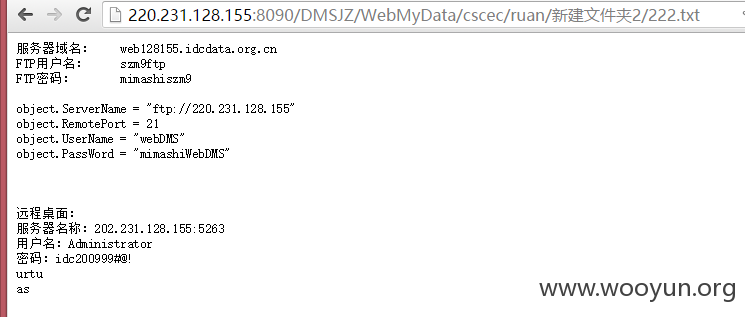 220.231.128.155:8090/DMSJZ/WebMyData/cscec/ruan/新建文件夹2/222.txt
服务器域名: web128155.idcdata.org.cn
FTP用户名: szm9ftp
FTP密码: mimashiszm9
object.ServerName = "ftp://220.231.128.155"
object.RemotePort = 21
object.UserName = "webDMS"
object.PassWord = "mimashiWebDMS"
远程桌面:
服务器名称: 202.231.128.155:5263
用户名: Administrator
密码: idc200999#@!
urtu
as
www.wooyun.org